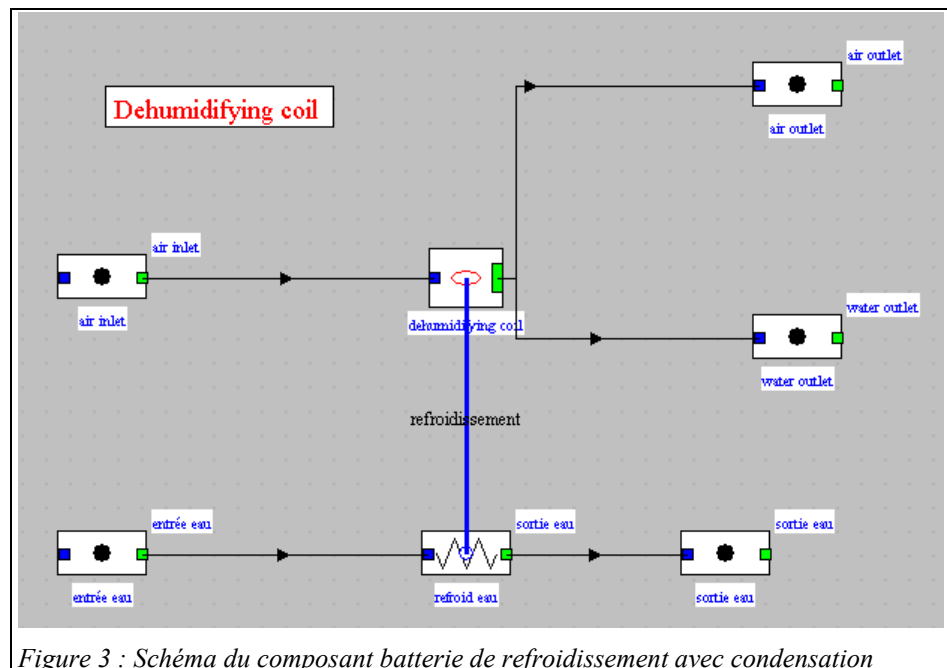 air outlet
Dehumidifying coil
air outlet
air inlet
air inlet
dehumidifying coil
water outlet
water outlet
refroidissement
entrée eau
sortie eau
sortie eau
entrée eau
refroid eau
sortie eau
Figure 3 : Schéma du composant batterie de refroidissement avec condensation